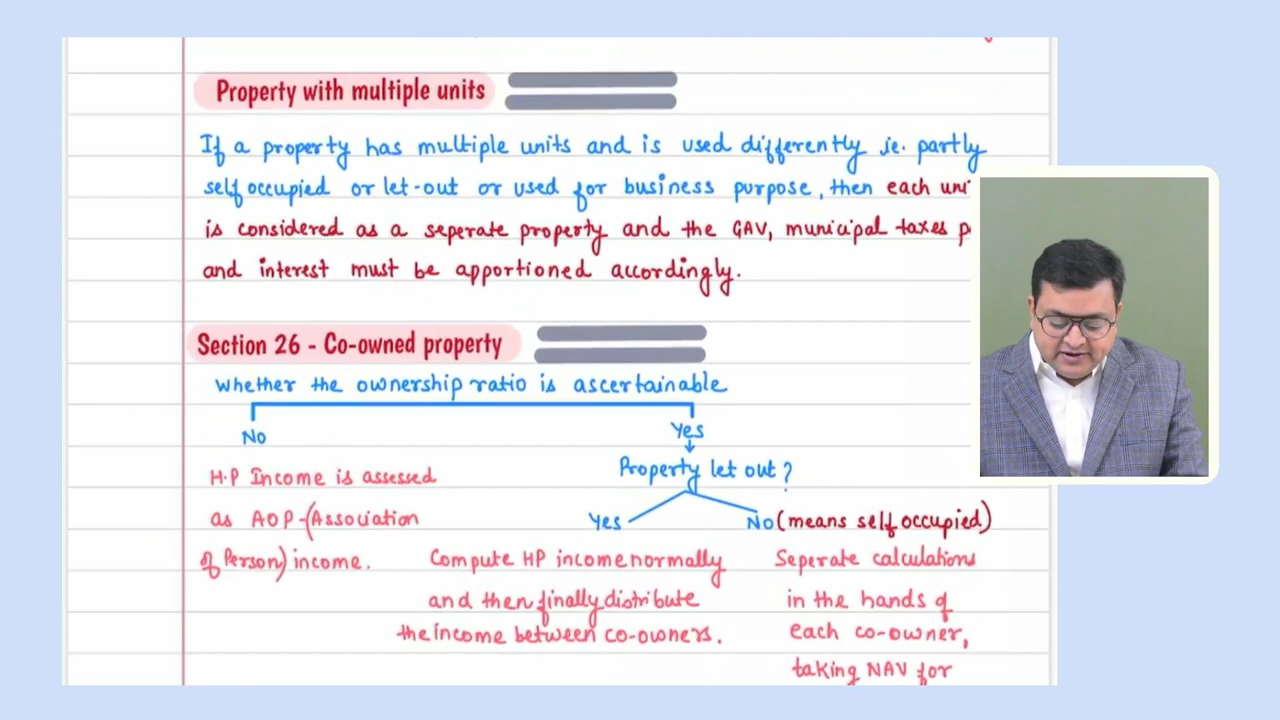 Property with multiple units
If a property has multiple units and is used differently ie. partly
self occupied or let-out or used for business purpose, then each uni
is considered as a seperate property and the GAV, municipal taxes p
and interest must be apportioned accordingly.
Section 26 - Co-owned property
Whether the ownership ratio is ascertainable
No
Yes
Property let out?
Yes
No (means self occupied)
H.P Income is assessed
as AOP-(Association
of Person) income.
Compute HP income normally
and then finally distribute
the income between co-owners.
Seperate calculations
in the hands of
each co-owner,
taking NAV for